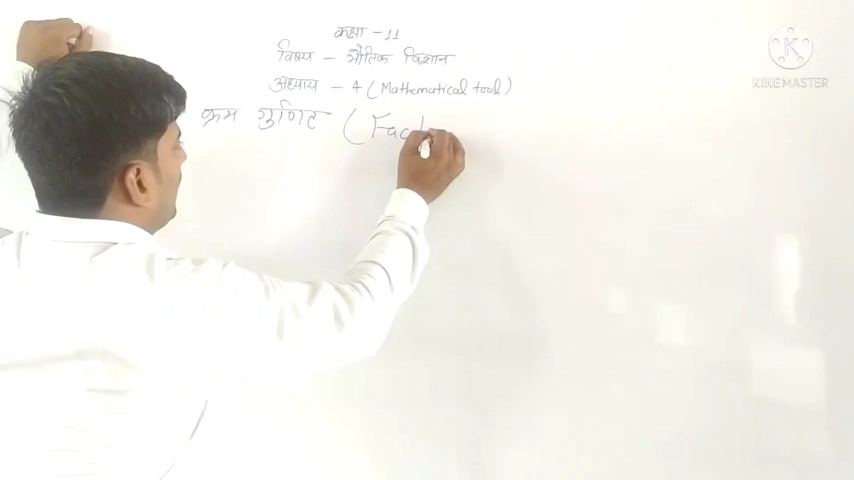 कक्षा - 11
विषय - भौतिक विज्ञान
अध्याय - 4 (Mathematical tool)
क्रम गुणित ( Fact
KINEMASTER